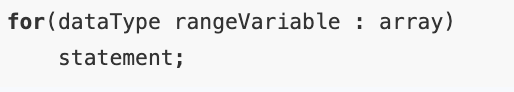 for(dataType rangeVariable : array)
    statement;